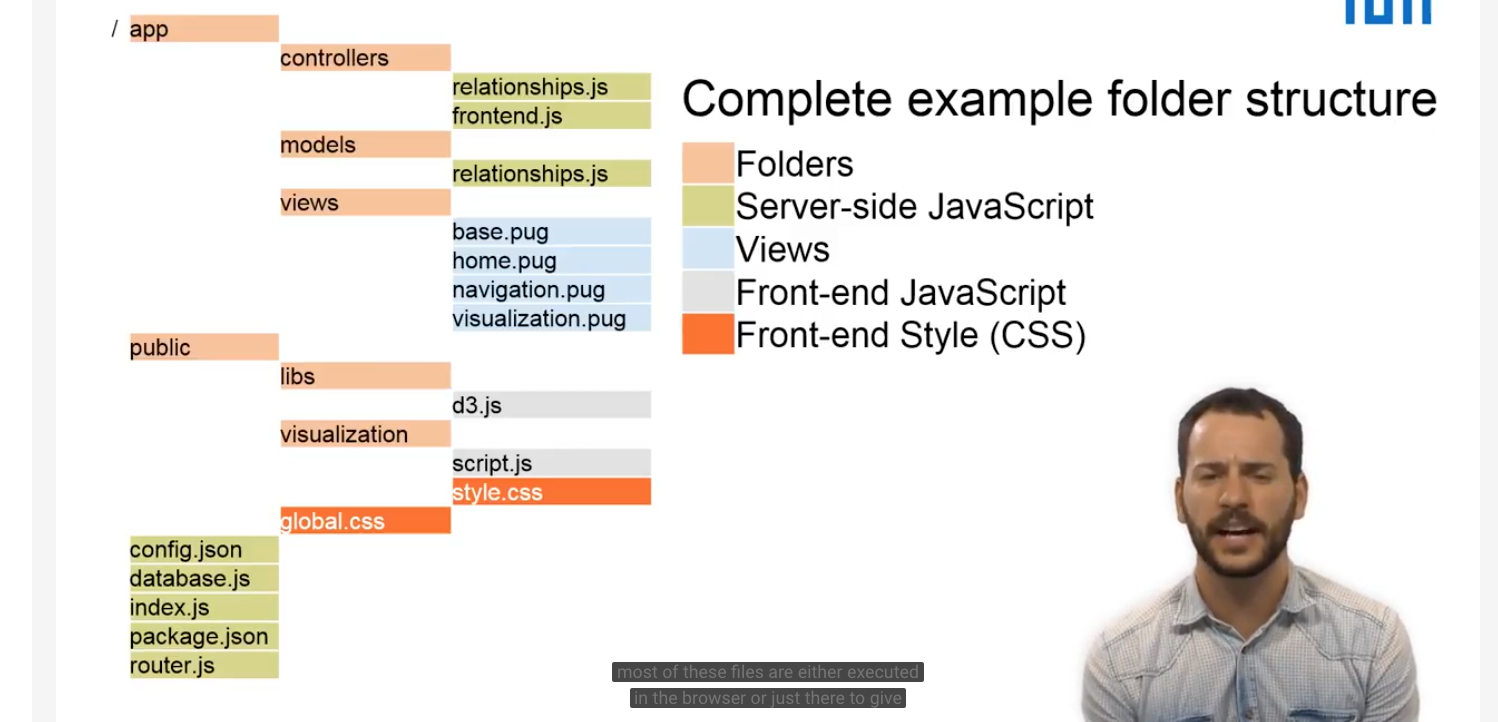 / app
controllers
relationships.js
frontend.js
models
relationships.js
views
base.pug
home.pug
navigation.pug
visualization.pug
public
libs
d3.js
visualization
script.js
style.css
global.css
config.json
database.js
index.js
package.json
router.js
Complete example folder structure
Folders
Server-side JavaScript
Views
Front-end JavaScript
Front-end Style (CSS)
most of these files are either executed
in the browser or just there to give